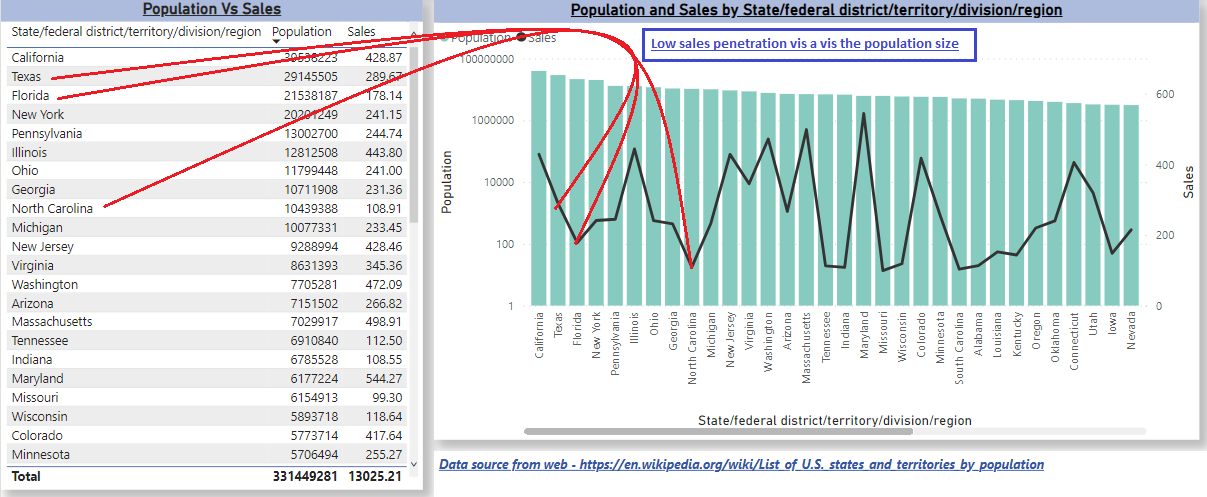 Population Vs Sales
State/federal district/territory/division/region Population Sales
California 39538223 428.87
Texas 29145505 289.67
Florida 21538187 178.14
New York 20201249 241.15
Pennsylvania 13002700 244.74
Illinois 12812508 443.80
Ohio 11799448 241.00
Georgia 10711908 231.36
North Carolina 10439388 108.91
Michigan 10077331 233.45
New Jersey 9288994 428.46
Virginia 8631393 345.36
Washington 7705281 472.09
Arizona 7151502 266.82
Massachusetts 7029917 498.91
Tennessee 6910840 112.50
Indiana 6785528 108.55
Maryland 6177224 544.27
Missouri 6154913 99.30
Wisconsin 5893718 118.64
Colorado 5773714 417.64
Minnesota 5706494 255.27
Total 331449281 13025.21
Population and Sales by State/federal district/territory/division/region
Population Sales
Low sales penetration vis a vis the population size
100000000
1000000
10000
100
1
Population
600
400
200
0
Sales
California
Texas
Florida
New York
Pennsylvania
Illinois
Ohio
Georgia
North Carolina
Michigan
New Jersey
Virginia
Washington
Arizona
Massachusetts
Tennessee
Indiana
Maryland
Missouri
Wisconsin
Colorado
Minnesota
South Carolina
Alabama
Louisiana
Kentucky
Oregon
Oklahoma
Connecticut
Utah
Iowa
Nevada
State/federal district/territory/division/region
Data source from web - https://en.wikipedia.org/wiki/List_of_U.S._states_and_territories_by_population